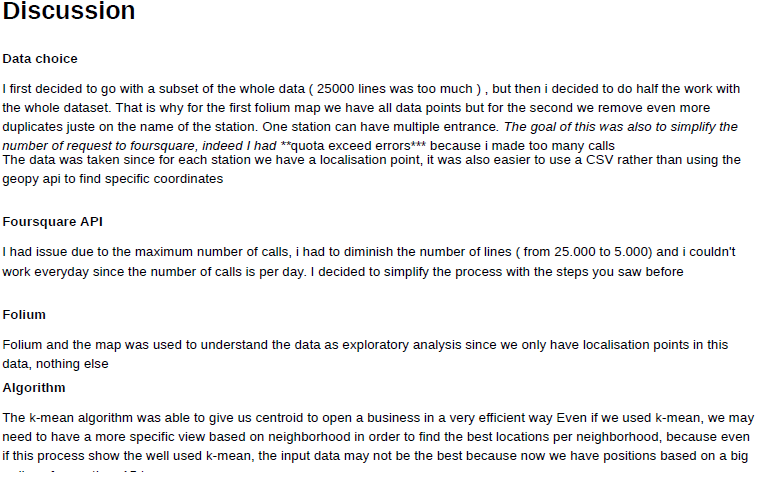 Discussion
Data choice
I first decided to go with a subset of the whole data ( 25000 lines was too much ) , but then i decided to do half the work with
the whole dataset. That is why for the first folium map we have all data points but for the second we remove even more
duplicates juste on the name of the station. One station can have multiple entrance. The goal of this was also to simplify the
number of request to foursquare, indeed I had **quota exceed errors*** because i made too many calls
The data was taken since for each station we have a localisation point, it was also easier to use a CSV rather than using the
geopy api to find specific coordinates
Foursquare API
I had issue due to the maximum number of calls, i had to diminish the number of lines ( from 25.000 to 5.000) and i couldn't
work everyday since the number of calls is per day. I decided to simplify the process with the steps you saw before
Folium
Folium and the map was used to understand the data as exploratory analysis since we only have localisation points in this
data, nothing else
Algorithm
The k-mean algorithm was able to give us centroid to open a business in a very efficient way Even if we used k-mean, we may
need to have a more specific view based on neighborhood in order to find the best locations per neighborhood, because even
if this process show the well used k-mean, the input data may not be the best because now we have positions based on a big